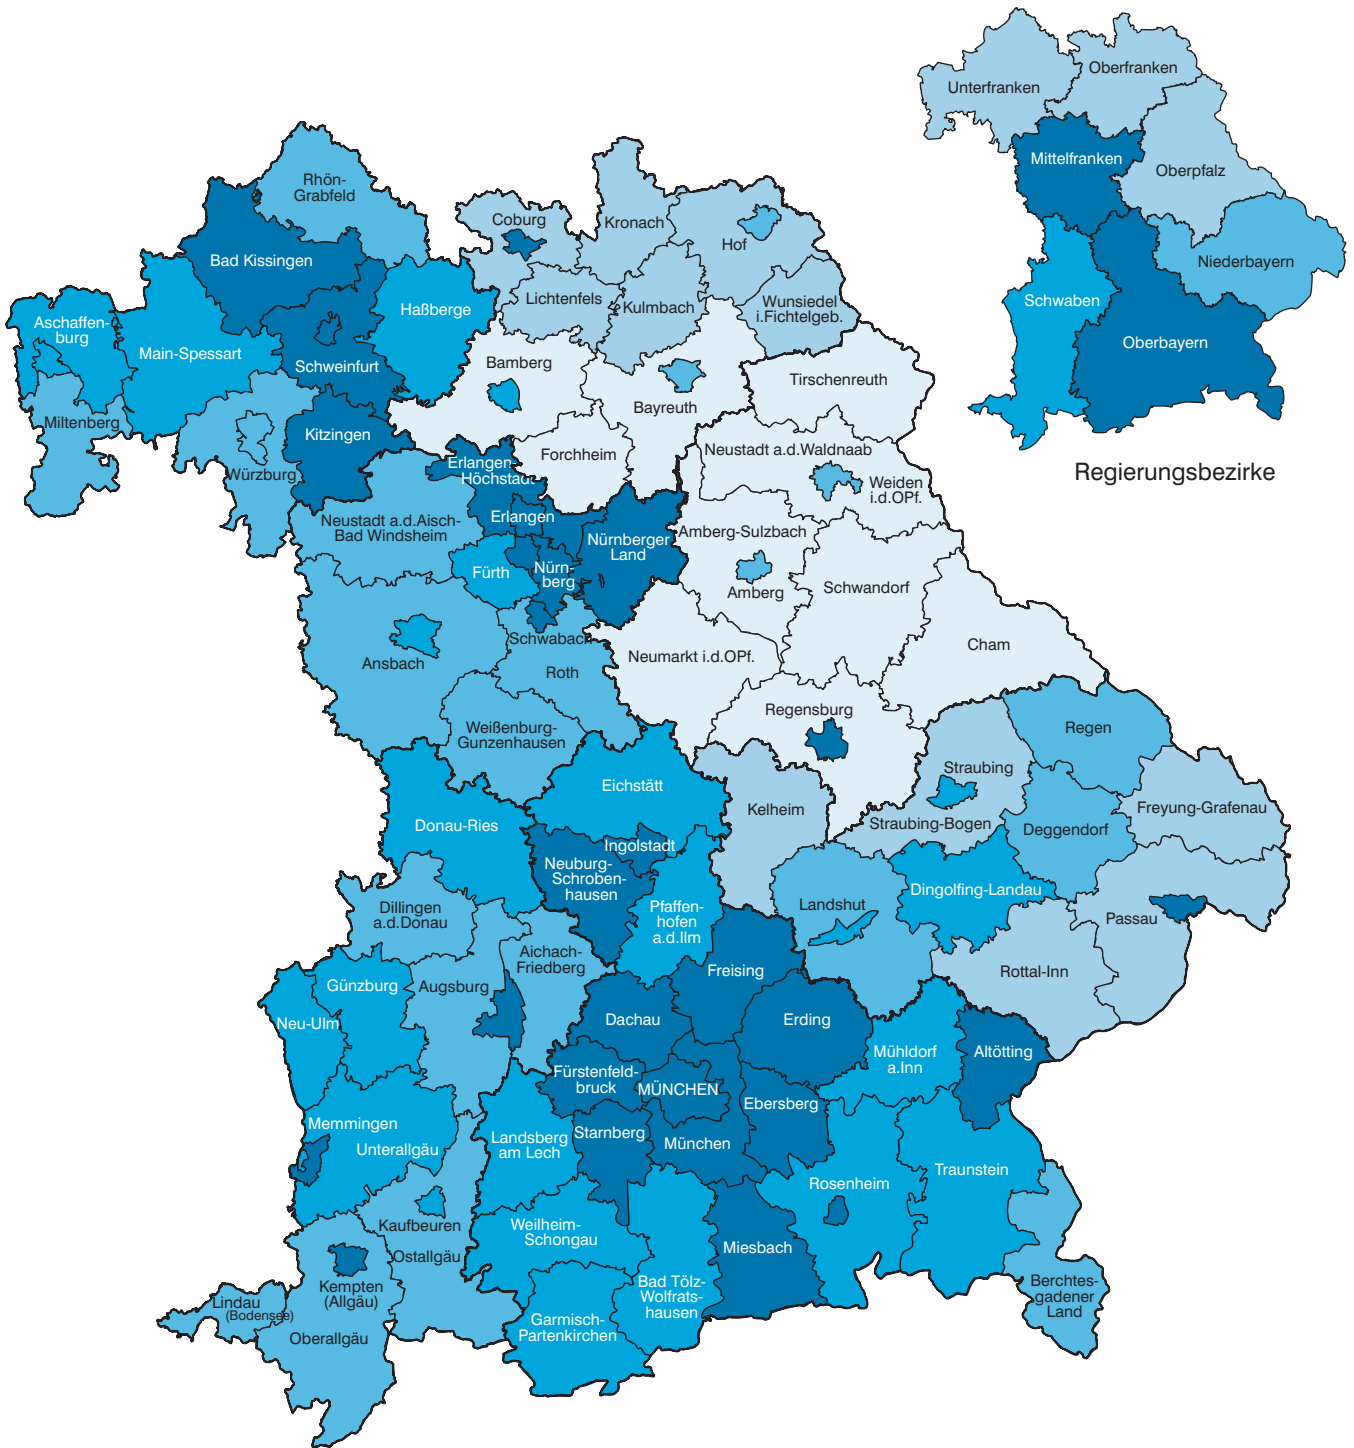 Oberfranken
Unterfranken
Mittelfranken
Oberpfalz
Niederbayern
Schwaben
Oberbayern
Regierungsbezirke
Rhön-
Grabfeld
Coburg
Kronach
Hof
Bad Kissingen
Lichtenfels
Kulmbach
Wunsiedel
i.Fichtelgeb.
Haßberge
Aschaffen-
burg
Main-Spessart
Schweinfurt
Bamberg
Bayreuth
Tirschenreuth
Miltenberg
Kitzingen
Würzburg
Erlangen-
Höchstadt
Forchheim
Neustadt a.d.Waldnaab
Weiden
i.d.OPf.
Neustadt a.d.Aisch-
Bad Windsheim
Erlangen
Nürnberger
Land
Amberg-Sulzbach
Fürth
Nürn-
berg
Amberg
Schwandorf
Schwabach
Ansbach
Roth
Neumarkt i.d.OPf.
Cham
Weißenburg-
Gunzenhausen
Regensburg
Regen
Eichstätt
Straubing
Donau-Ries
Kelheim
Straubing-Bogen
Deggendorf
Freyung-Grafenau
Ingolstadt
Neuburg-
Schroben-
hausen
Dingolfing-Landau
Dillingen
a.d.Donau
Pfaffen-
hofen
a.d.Ilm
Landshut
Passau
Aichach-
Friedberg
Freising
Rottal-Inn
Günzburg
Augsburg
Neu-Ulm
Dachau
Erding
Mühldorf
a.Inn
Altötting
Fürstenfeld-
bruck
MÜNCHEN
Ebersberg
Memmingen
Unterallgäu
Landsberg
am Lech
Starnberg
München
Rosenheim
Traunstein
Kaufbeuren
Weilheim-
Schongau
Miesbach
Ostallgäu
Kempten
(Allgäu)
Bad Tölz-
Wolfrats-
hausen
Berchtes-
gadener
Land
Lindau
(Bodensee)
Oberallgäu
Garmisch-
Partenkirchen